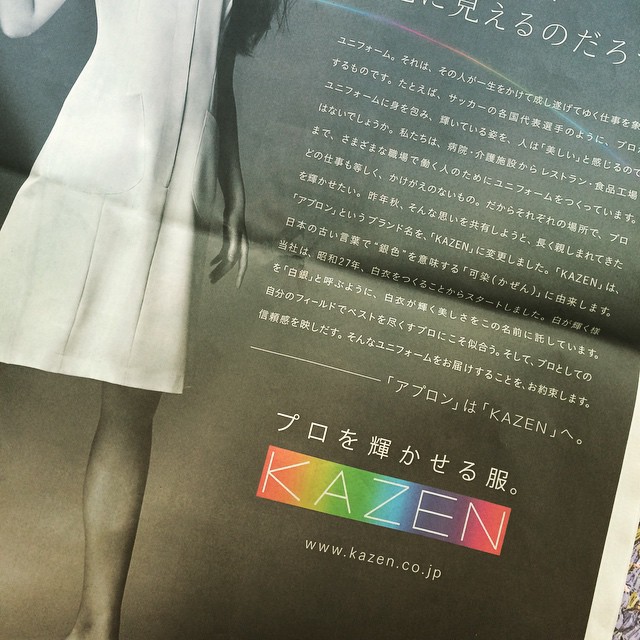 に見えるのだろ
ユニフォーム。それは、その人が一生をかけて成し遂げてゆく仕事を象
するものです。たとえば、サッカーの各国代表選手のように、プロ
ユニフォームに身を包み、輝いている姿を、人は「美しい」と感じるので
はないでしょうか。私たちは、病院・介護施設からレストラン・食品工場
まで、さまざまな職場で働く人のためにユニフォームをつくっています。
どの仕事も等しく、かけがえのないもの。だからそれぞれの場所で、プロ
を輝かせたい。昨年秋、そんな思いを共有しようと、長く親しまれてきた
「アプロン」というブランド名を、「KAZEN」に変更しました。「KAZEN」は、
日本の古い言葉で“銀色”を意味する「可染(かぜん)」に由来します。
当社は、昭和27年、白衣をつくることからスタートしました。白が輝く様
を「白銀」と呼ぶように、白衣が輝く美しさをこの名前に託しています。
自分のフィールドでベストを尽くすプロにこそ似合う。そして、プロとしての
信頼感を映しだす。そんなユニフォームをお届けすることを、お約束します。
「アプロン」は「KAZEN」へ。
プロを輝かせる服。
KAZEN
www.kazen.co.jp